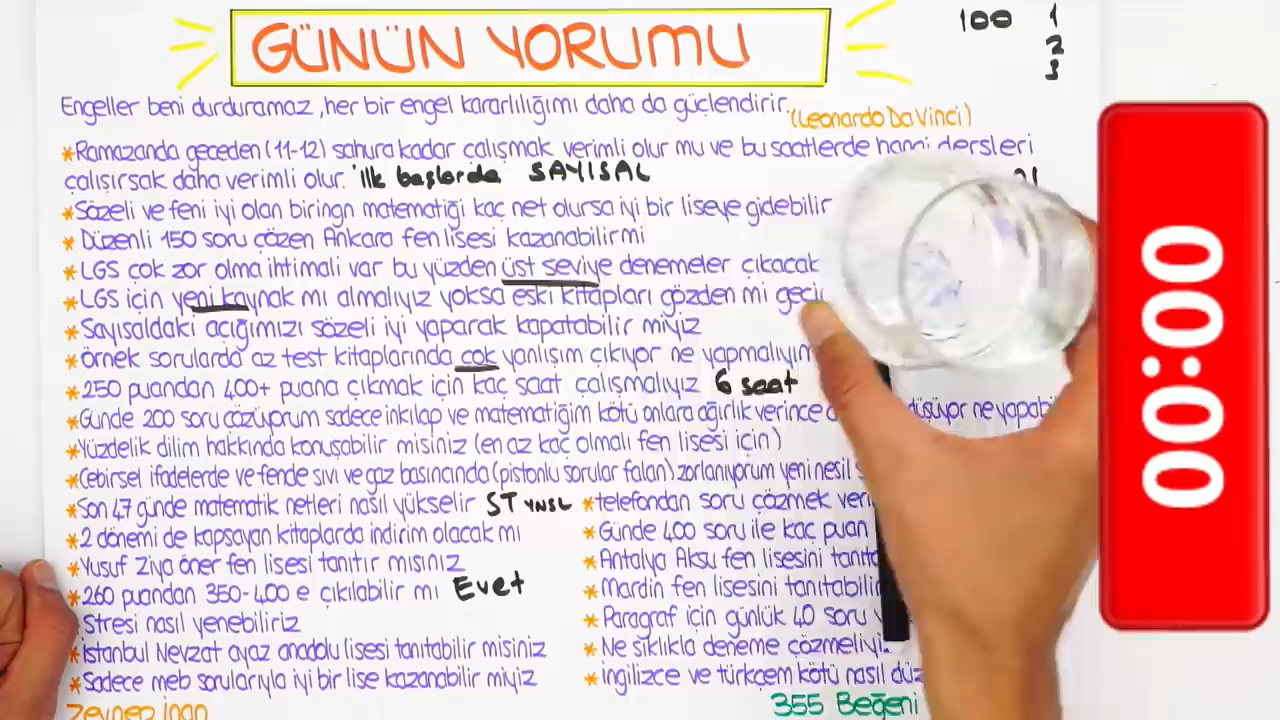 GÜNÜN YORUMU
100 1
2
3
Engeller beni durduramaz, her bir engel kararlılığımı daha da güçlendirir. (Leonardo Da Vinci)
*Ramazanda geceden (11-12) sahura kadar çalışmak verimli olur mu ve bu saatlerde hangi dersleri
çalışırsak daha verimli olur. ilk başlarda SAYISAL
*Sözeli ve feni iyi olan biringn matematiği kaç net olursa iyi bir liseye gidebilir
*Düzenli 150 soru çözen Ankara fen lisesi kazanabilir mi
*LGS çok zor olma ihtimali var bu yüzden üst seviye denemeler çıkacak
*LGS için yeni kaynak mı almalıyız yoksa eski kitapları gözden mi
*Sayısaldaki açığımızı sözeli iyi yaparak kapatabilir miyiz
*örnek sorularda az test kitaplarında çok yanlışım çıkıyor ne yapmalıyım
*250 puandan 400+ puana çıkmak için kaç saat çalışmalıyız 6 saat
*Günde 200 soru çözüyorum sadece inkılap ve matematiğim kötü onlara ağırlık verince düşüyor ne
*Yüzdelik dilim hakkında konuşabilir misiniz (en az kaç olmalı fen lisesi için)
*Cebirsel ifadelerde ve fende sıvı ve gaz basıncında (pistonlu sorular falan) zorlanıyorum yeni nesil
*Son 47 günde matematik netleri nasıl yükselir ST YNSL
*2 dönemi de kapsayan kitaplarda indirim olacak mı
*Yusuf Ziya öner fen lisesi tanıtır mısınız
*260 puandan 350-400 e çıkılabilir mi Evet
Stresi nasıl yenebiliriz
*İstanbul Nevzat ayaz anadolu lisesi tanıtabilir misiniz
*Sadece meb sorularıyla iyi bir lise kazanabilir miyiz
Zeynep inan
*telefondan soru çözmek
*Günde 400 soru ile kaç puan
*Antalya Aksu fen lisesini
*Mardin fen lisesini
*Paragraf için günlük 40 soru
*Ne sıklıkla deneme çözmeliyiz
*ingilizce ve türkçem kötü nasıl
355 Beğeni
00:00